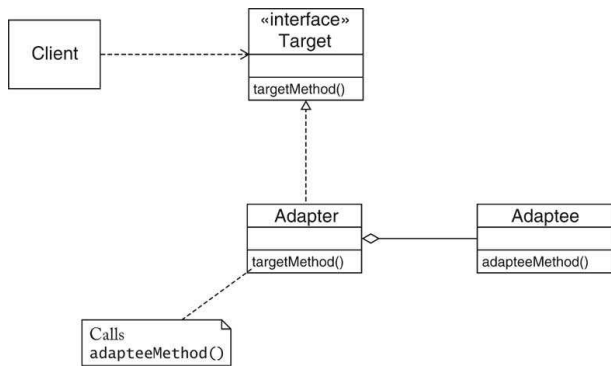 «interface»
Target
Client
targetMethod()
Adapter
Adaptee
targetMethod()
adapteeMethod()
Calls
adapteeMethod()